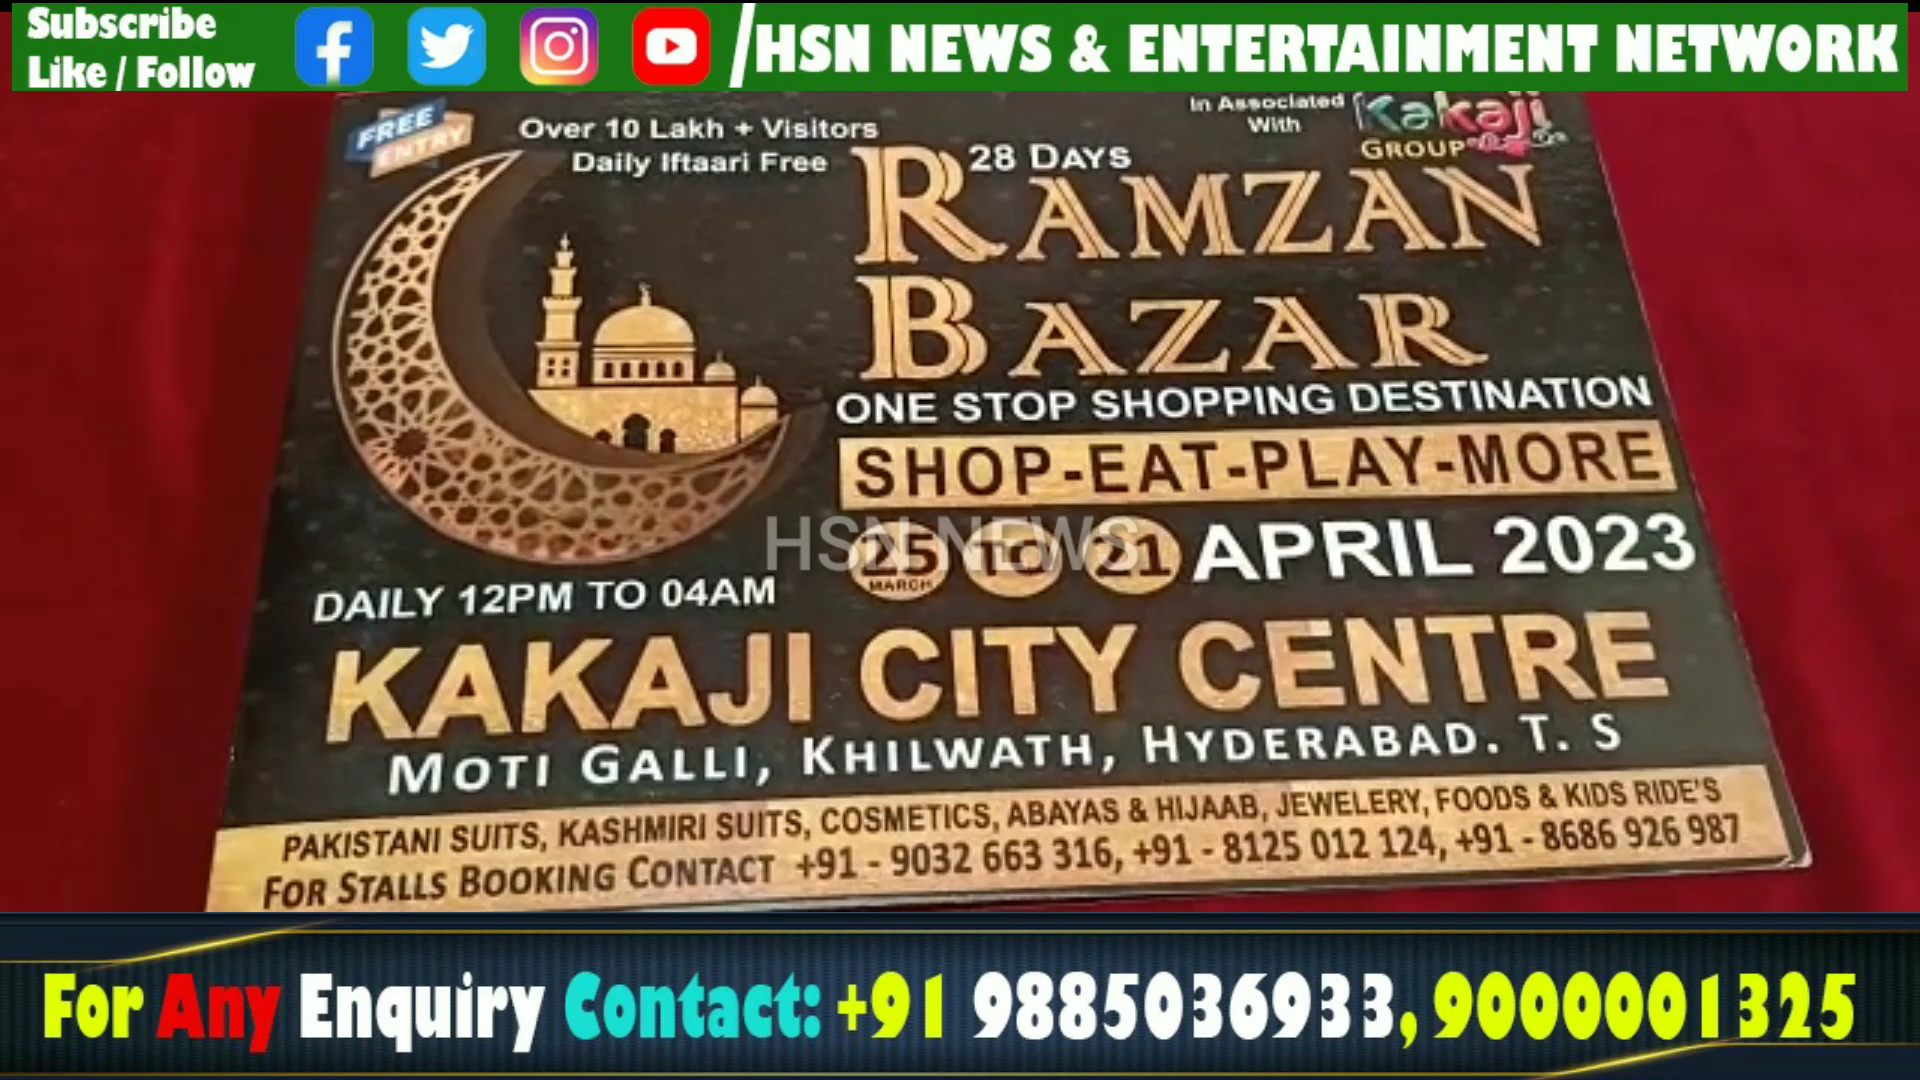 Subscribe
Like / Follow
/HSN NEWS & ENTERTAINMENT NETWORK
FREE
ENTRY
Over 10 Lakh + Visitors
Daily Iftaari Free
In Associated
With
Kakaji
GROUP
28 DAYS
RAMZAN
BAZAR
ONE STOP SHOPPING DESTINATION
SHOP-EAT-PLAY-MORE
HSN NEWS
25 MARCH TO 21 APRIL 2023
DAILY 12PM TO 04AM
KAKAJI CITY CENTRE
MOTI GALLI, KHILWATH, HYDERABAD. T. S
PAKISTANI SUITS, KASHMIRI SUITS, COSMETICS, ABAYAS & HIJAAB, JEWELERY, FOODS & KIDS RIDE'S
FOR STALLS BOOKING CONTACT +91 - 9032 663 316, +91 - 8125 012 124, +91 - 8686 926 987
For Any Enquiry Contact: +91 9885036933, 9000001325